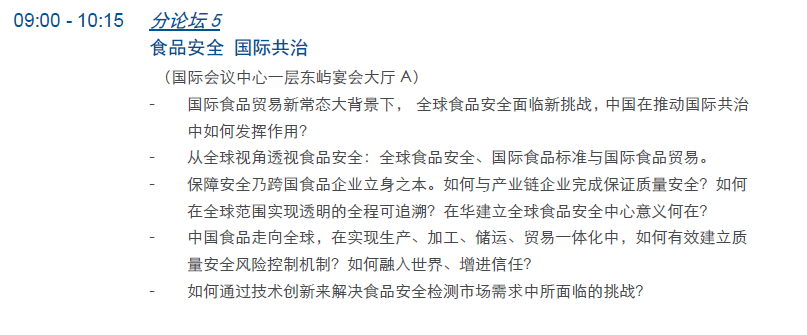 09:00 - 10:15 分论坛 5
食品安全 国际共治
（国际会议中心一层东屿宴会大厅 A）
- 国际食品贸易新常态大背景下， 全球食品安全面临新挑战，中国在推动国际共治
中如何发挥作用？
- 从全球视角透视食品安全：全球食品安全、国际食品标准与国际食品贸易。
- 保障安全乃跨国食品企业立身之本。如何与产业链企业完成保证质量安全？如何
在全球范围实现透明的全程可追溯？在华建立全球食品安全中心意义何在？
- 中国食品走向全球，在实现生产、加工、储运、贸易一体化中，如何有效建立质
量安全风险控制机制？如何融入世界、增进信任？
- 如何通过技术创新来解决食品安全检测市场需求中所面临的挑战？